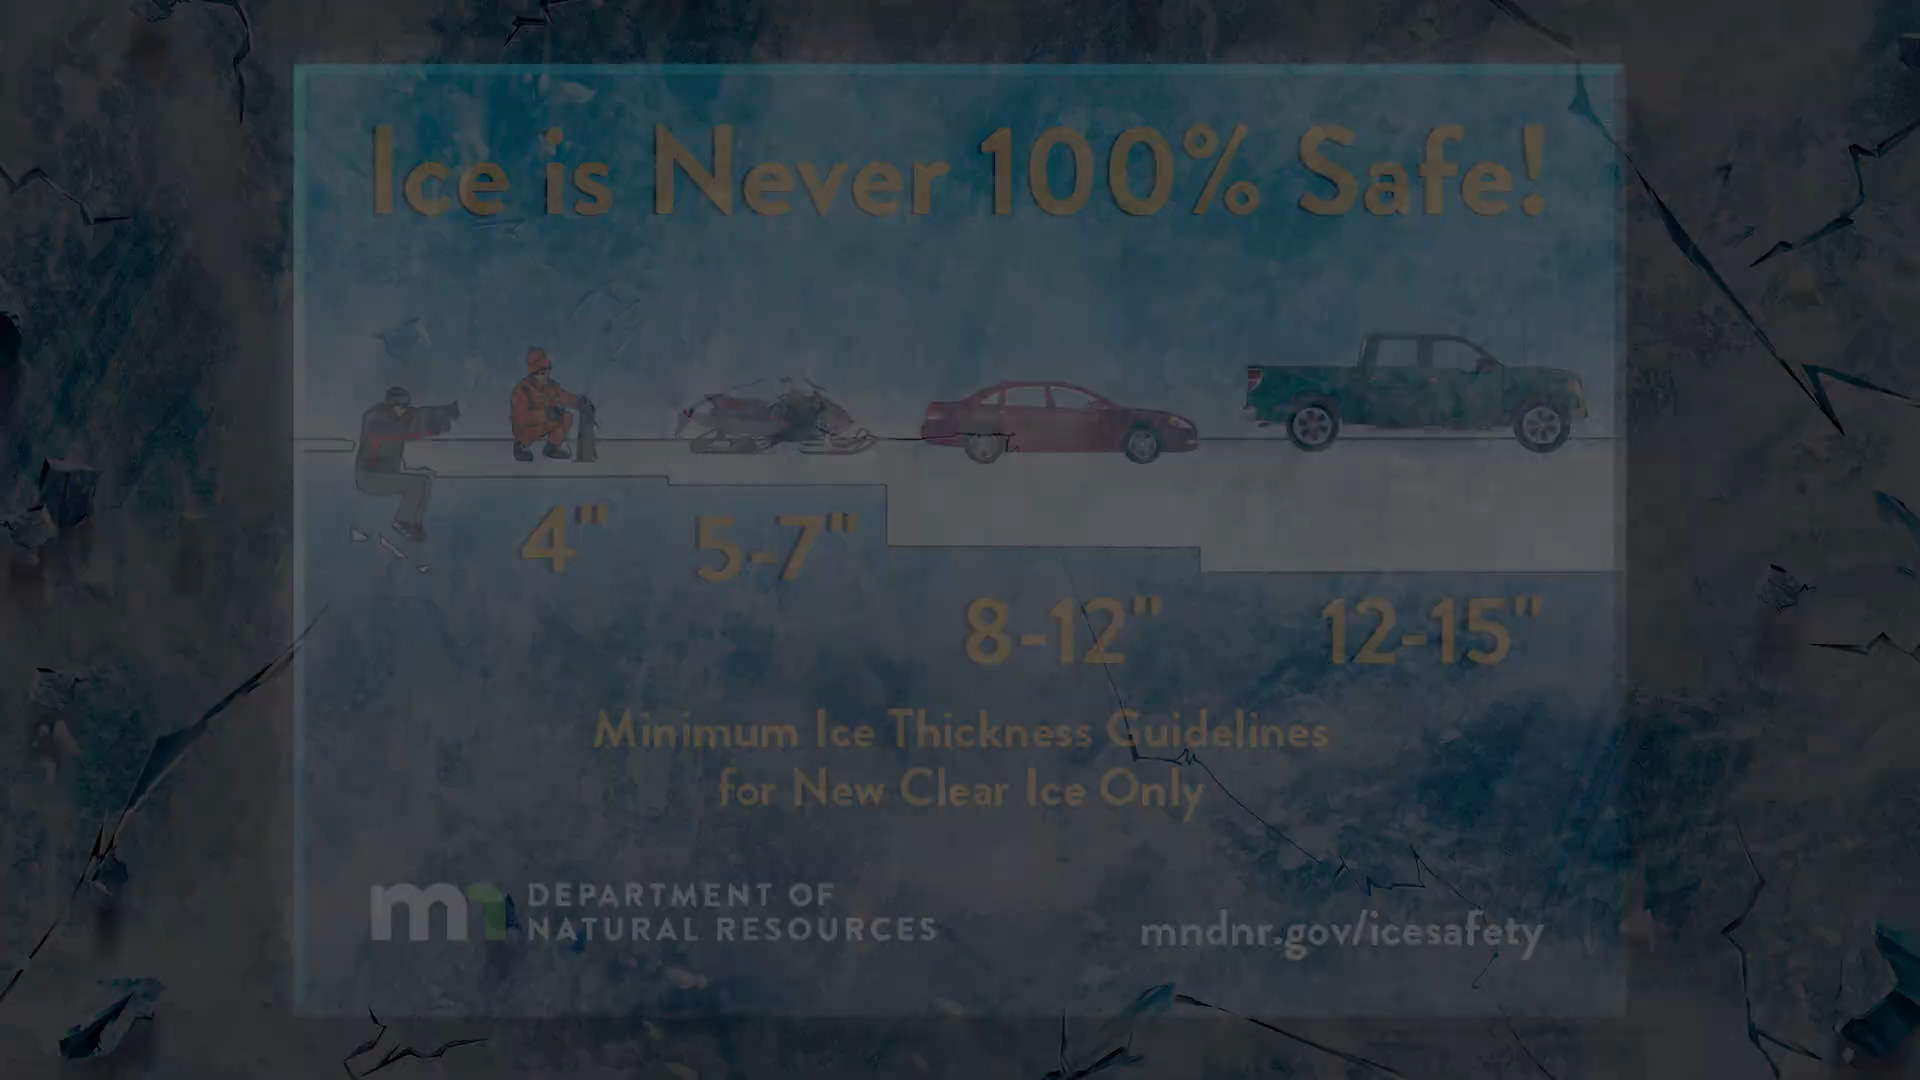 Ice is Never 100% Safe!
4"
5-7"
8-12"
12-15"
Minimum Ice Thickness Guidelines
for New Clear Ice Only
mn DEPARTMENT OF
NATURAL RESOURCES
mndnr.gov/icesafety